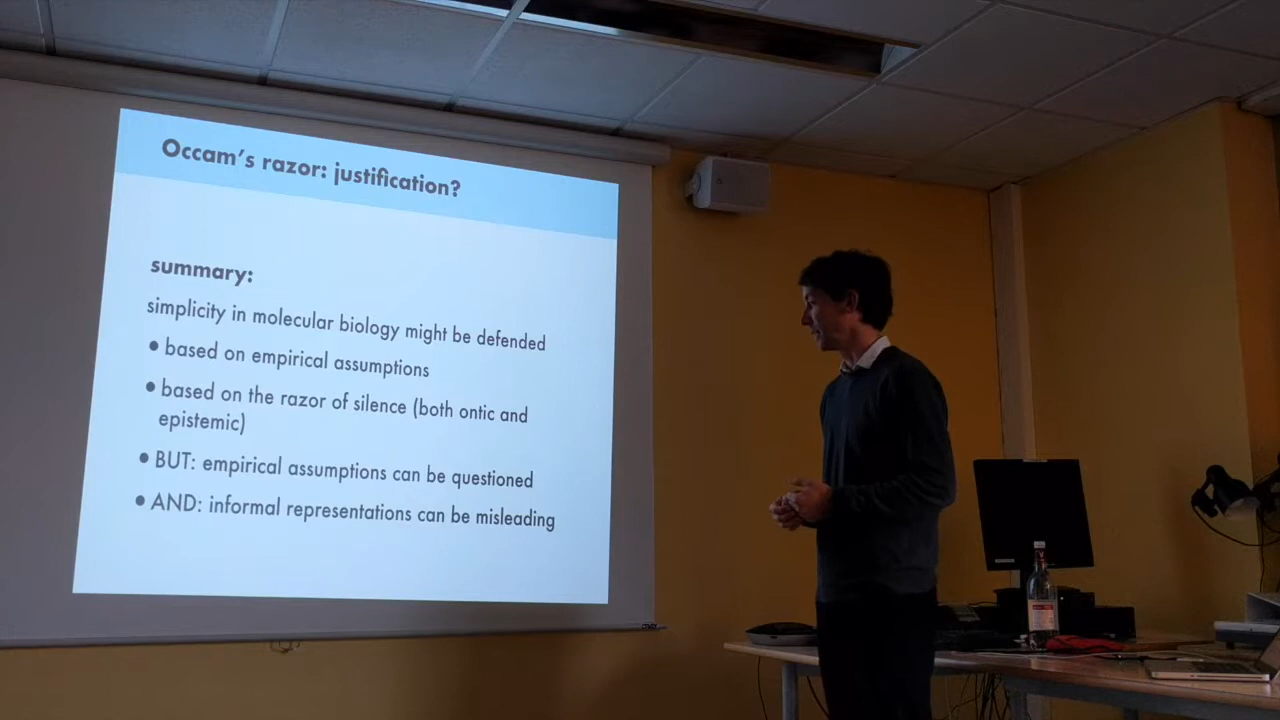 Occam's razor: justification?
summary:
simplicity in molecular biology might be defended
• based on empirical assumptions
• based on the razor of silence (both ontic and
epistemic)
• BUT: empirical assumptions can be questioned
• AND: informal representations can be misleading